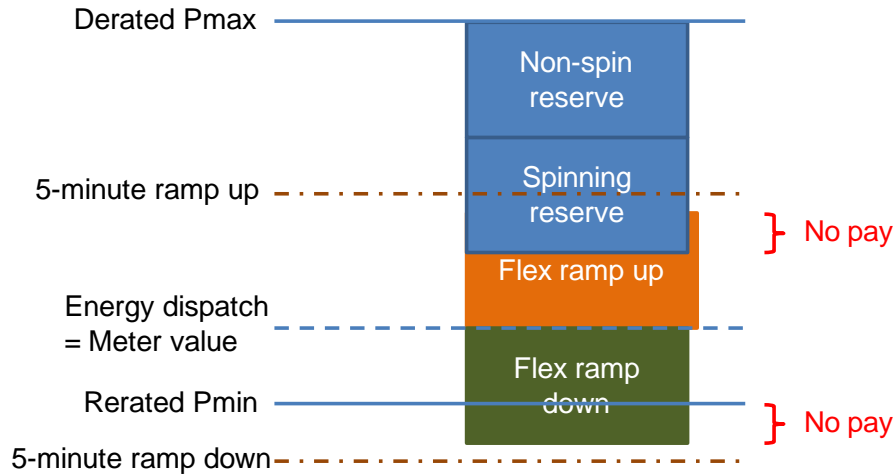 Derated Pmax
Non-spin
reserve
5-minute ramp up
Spinning
reserve
No pay
Flex ramp up
Energy dispatch
= Meter value
Flex ramp
down
Rerated Pmin
No pay
5-minute ramp down